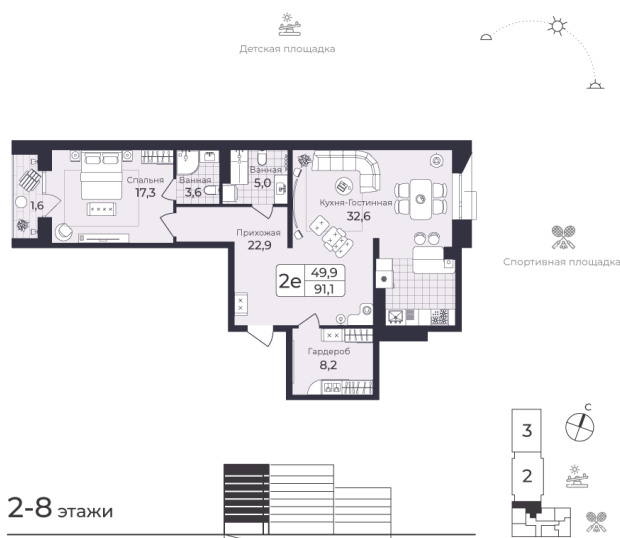 Детская площадка
Спальня
17,3
Ванная
3,6
Ванная
5,0
1,6
Кухня-Гостинная
32,6
Прихожая
22,9
2е
49,9
91,1
Спортивная площадка
Гардероб
8,2
С
3
2
2-8 этажи